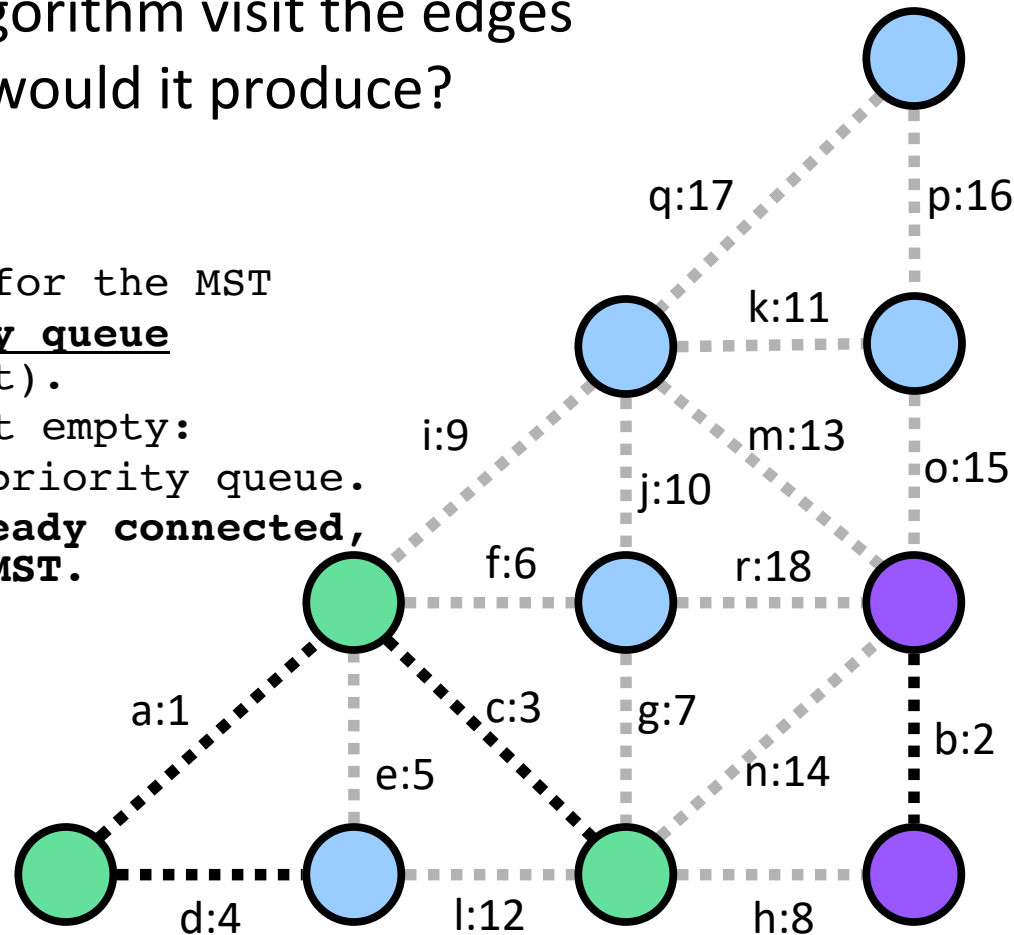 gorithm visit the edges
would it produce?
for the MST
y queue
t).
t empty:
priority queue.
eady connected,
MST.
q:17
p:16
k:11
i:9
m:13
j:10
o:15
f:6
r:18
a:1
c:3
g:7
b:2
e:5
n:14
d:4
l:12
h:8